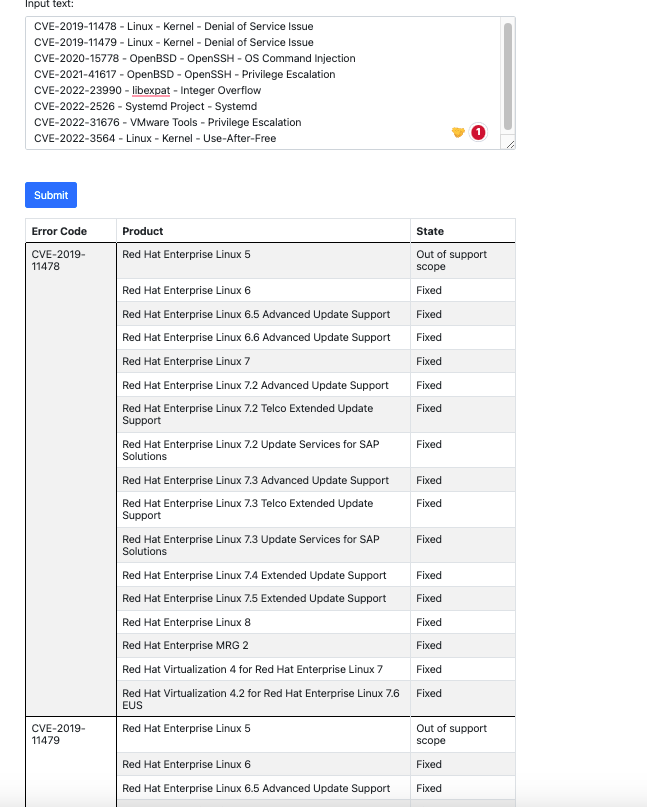 Input text:
CVE-2019-11478 - Linux - Kernel - Denial of Service Issue
CVE-2019-11479 - Linux - Kernel - Denial of Service Issue
CVE-2020-15778 - OpenBSD - OpenSSH - OS Command Injection
CVE-2021-41617 - OpenBSD - OpenSSH - Privilege Escalation
CVE-2022-23990 - libexpat - Integer Overflow
CVE-2022-2526 - Systemd Project - Systemd
CVE-2022-31676 - VMware Tools - Privilege Escalation
CVE-2022-3564 - Linux - Kernel - Use-After-Free
1
Submit
Error Code Product State
CVE-2019-
11478
Red Hat Enterprise Linux 5
Out of support
scope
Red Hat Enterprise Linux 6 Fixed
Red Hat Enterprise Linux 6.5 Advanced Update Support Fixed
Red Hat Enterprise Linux 6.6 Advanced Update Support Fixed
Red Hat Enterprise Linux 7 Fixed
Red Hat Enterprise Linux 7.2 Advanced Update Support Fixed
Red Hat Enterprise Linux 7.2 Telco Extended Update
Support
Fixed
Red Hat Enterprise Linux 7.2 Update Services for SAP
Solutions
Fixed
Red Hat Enterprise Linux 7.3 Advanced Update Support Fixed
Red Hat Enterprise Linux 7.3 Telco Extended Update
Support
Fixed
Red Hat Enterprise Linux 7.3 Update Services for SAP
Solutions
Fixed
Red Hat Enterprise Linux 7.4 Extended Update Support Fixed
Red Hat Enterprise Linux 7.5 Extended Update Support Fixed
Red Hat Enterprise Linux 8 Fixed
Red Hat Enterprise MRG 2 Fixed
Red Hat Virtualization 4 for Red Hat Enterprise Linux 7 Fixed
Red Hat Virtualization 4.2 for Red Hat Enterprise Linux 7.6
EUS
Fixed
CVE-2019-
11479
Red Hat Enterprise Linux 5
Out of support
scope
Red Hat Enterprise Linux 6 Fixed
Red Hat Enterprise Linux 6.5 Advanced Update Support Fixed